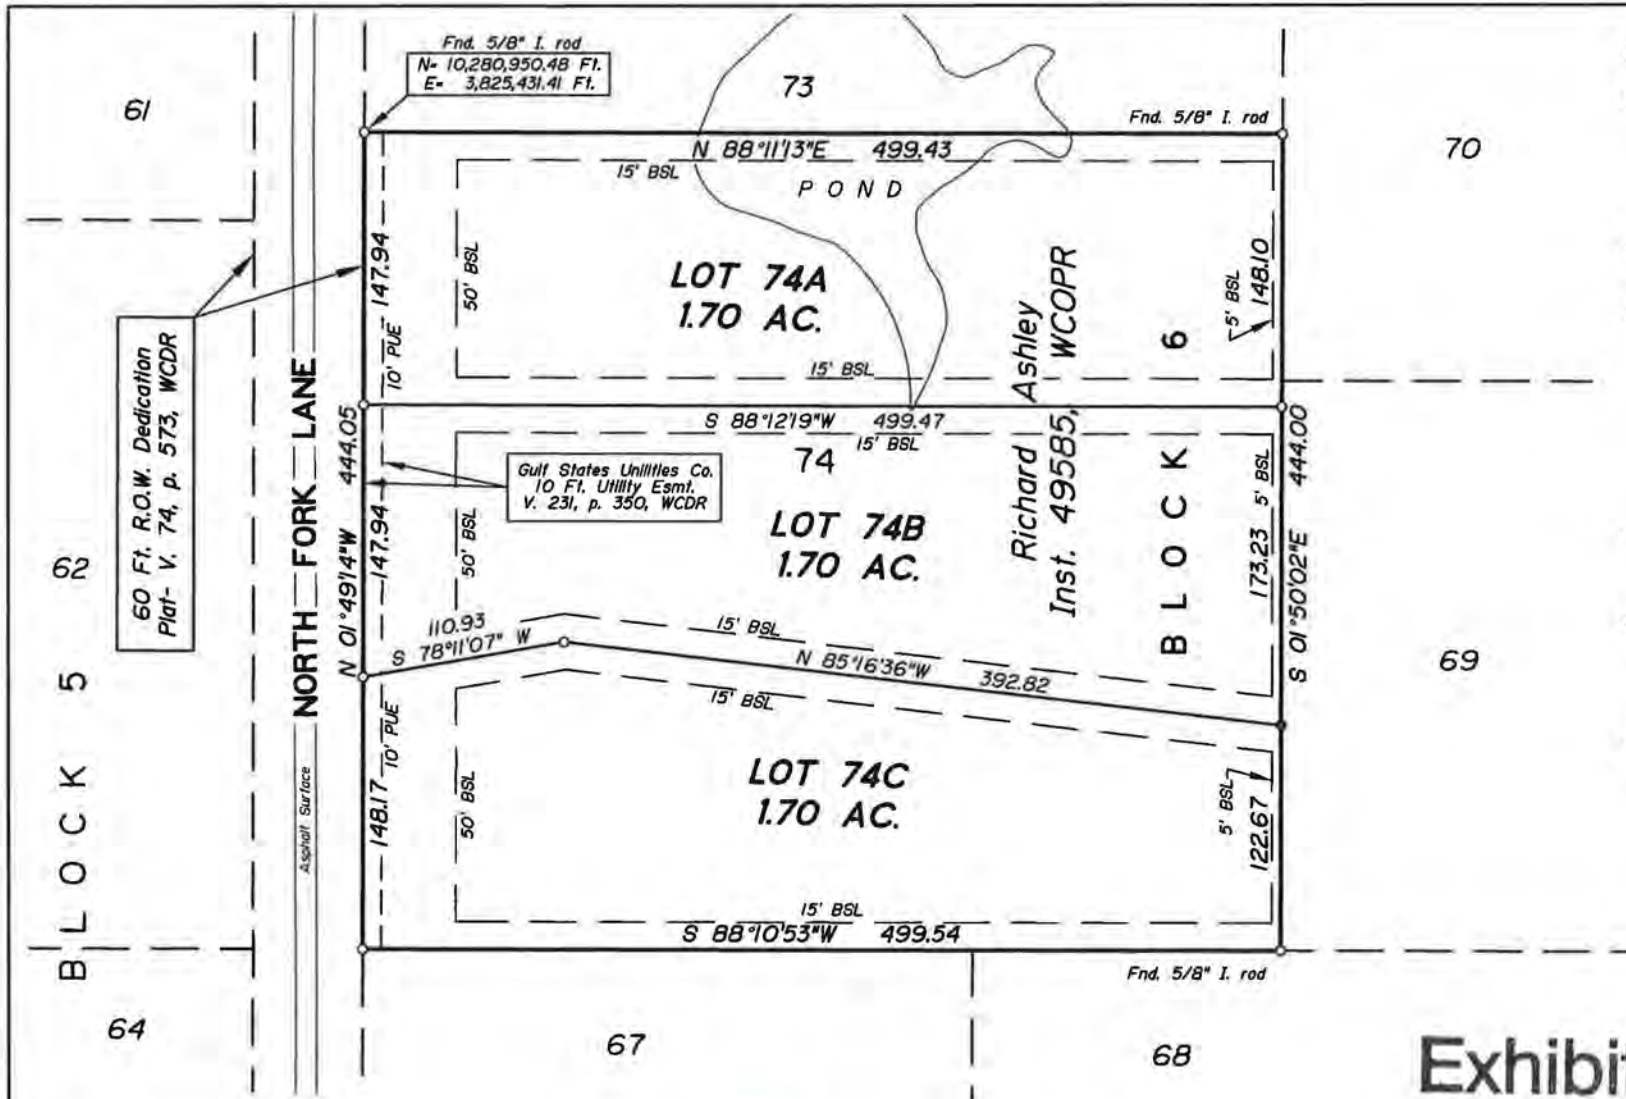 Fnd. 5/8" I. rod
N= 10,280,950.48 Ft.
E= 3,825,431.41 Ft.
61
73
Fnd. 5/8" I. rod
70
N 88°11'13"E 499.43
15' BSL
POND
60 Ft. R.O.W. Dedication
Plat- V. 74, p. 573, WCDR
147.94
10' PUE
50' BSL
LOT 74A
1.70 AC.
5' BSL
148.10
15' BSL
Richard Ashley
Inst. 49585, WCOPR
BLOCK 6
NORTH FORK LANE
Asphalt Surface
N 01°49'14"W 444.05
S 88°12'19"W 499.47
15' BSL
74
Gulf States Unilities Co.
10 Ft. Utility Esmt.
V. 231, p. 350, WCDR
147.94
50' BSL
LOT 74B
1.70 AC.
173.23
5' BSL
S 01°50'02"E 444.00
62
BLOCK 5
110.93
S 78°11'07" W
15' BSL
N 85°16'36"W 392.82
15' BSL
69
148.17
10' PUE
50' BSL
LOT 74C
1.70 AC.
5' BSL
122.67
15' BSL
S 88°10'53"W 499.54
Fnd. 5/8" I. rod
64
67
68
Exhibit